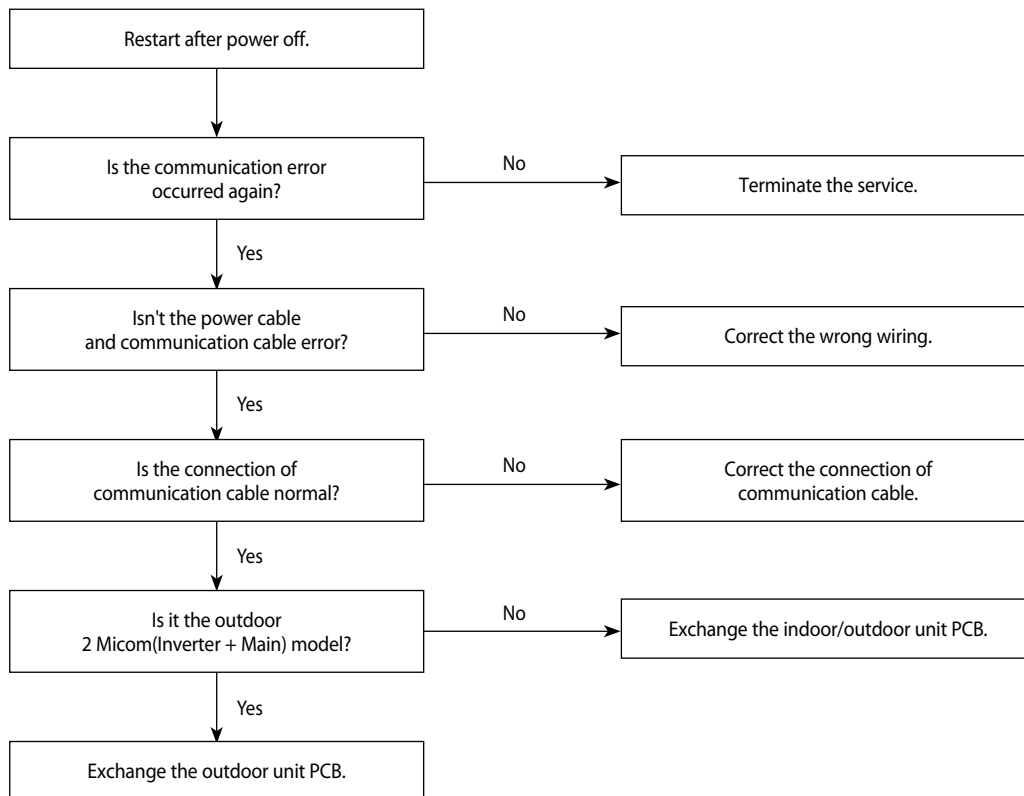 Restart after power off.
Is the communication error
occurred again?
No
Terminate the service.
Yes
Isn't the power cable
and communication cable error?
No
Correct the wrong wiring.
Yes
Is the connection of
communication cable normal?
No
Correct the connection of
communication cable.
Yes
Is it the outdoor
2 Micom(Inverter + Main) model?
No
Exchange the indoor/outdoor unit PCB.
Yes
Exchange the outdoor unit PCB.